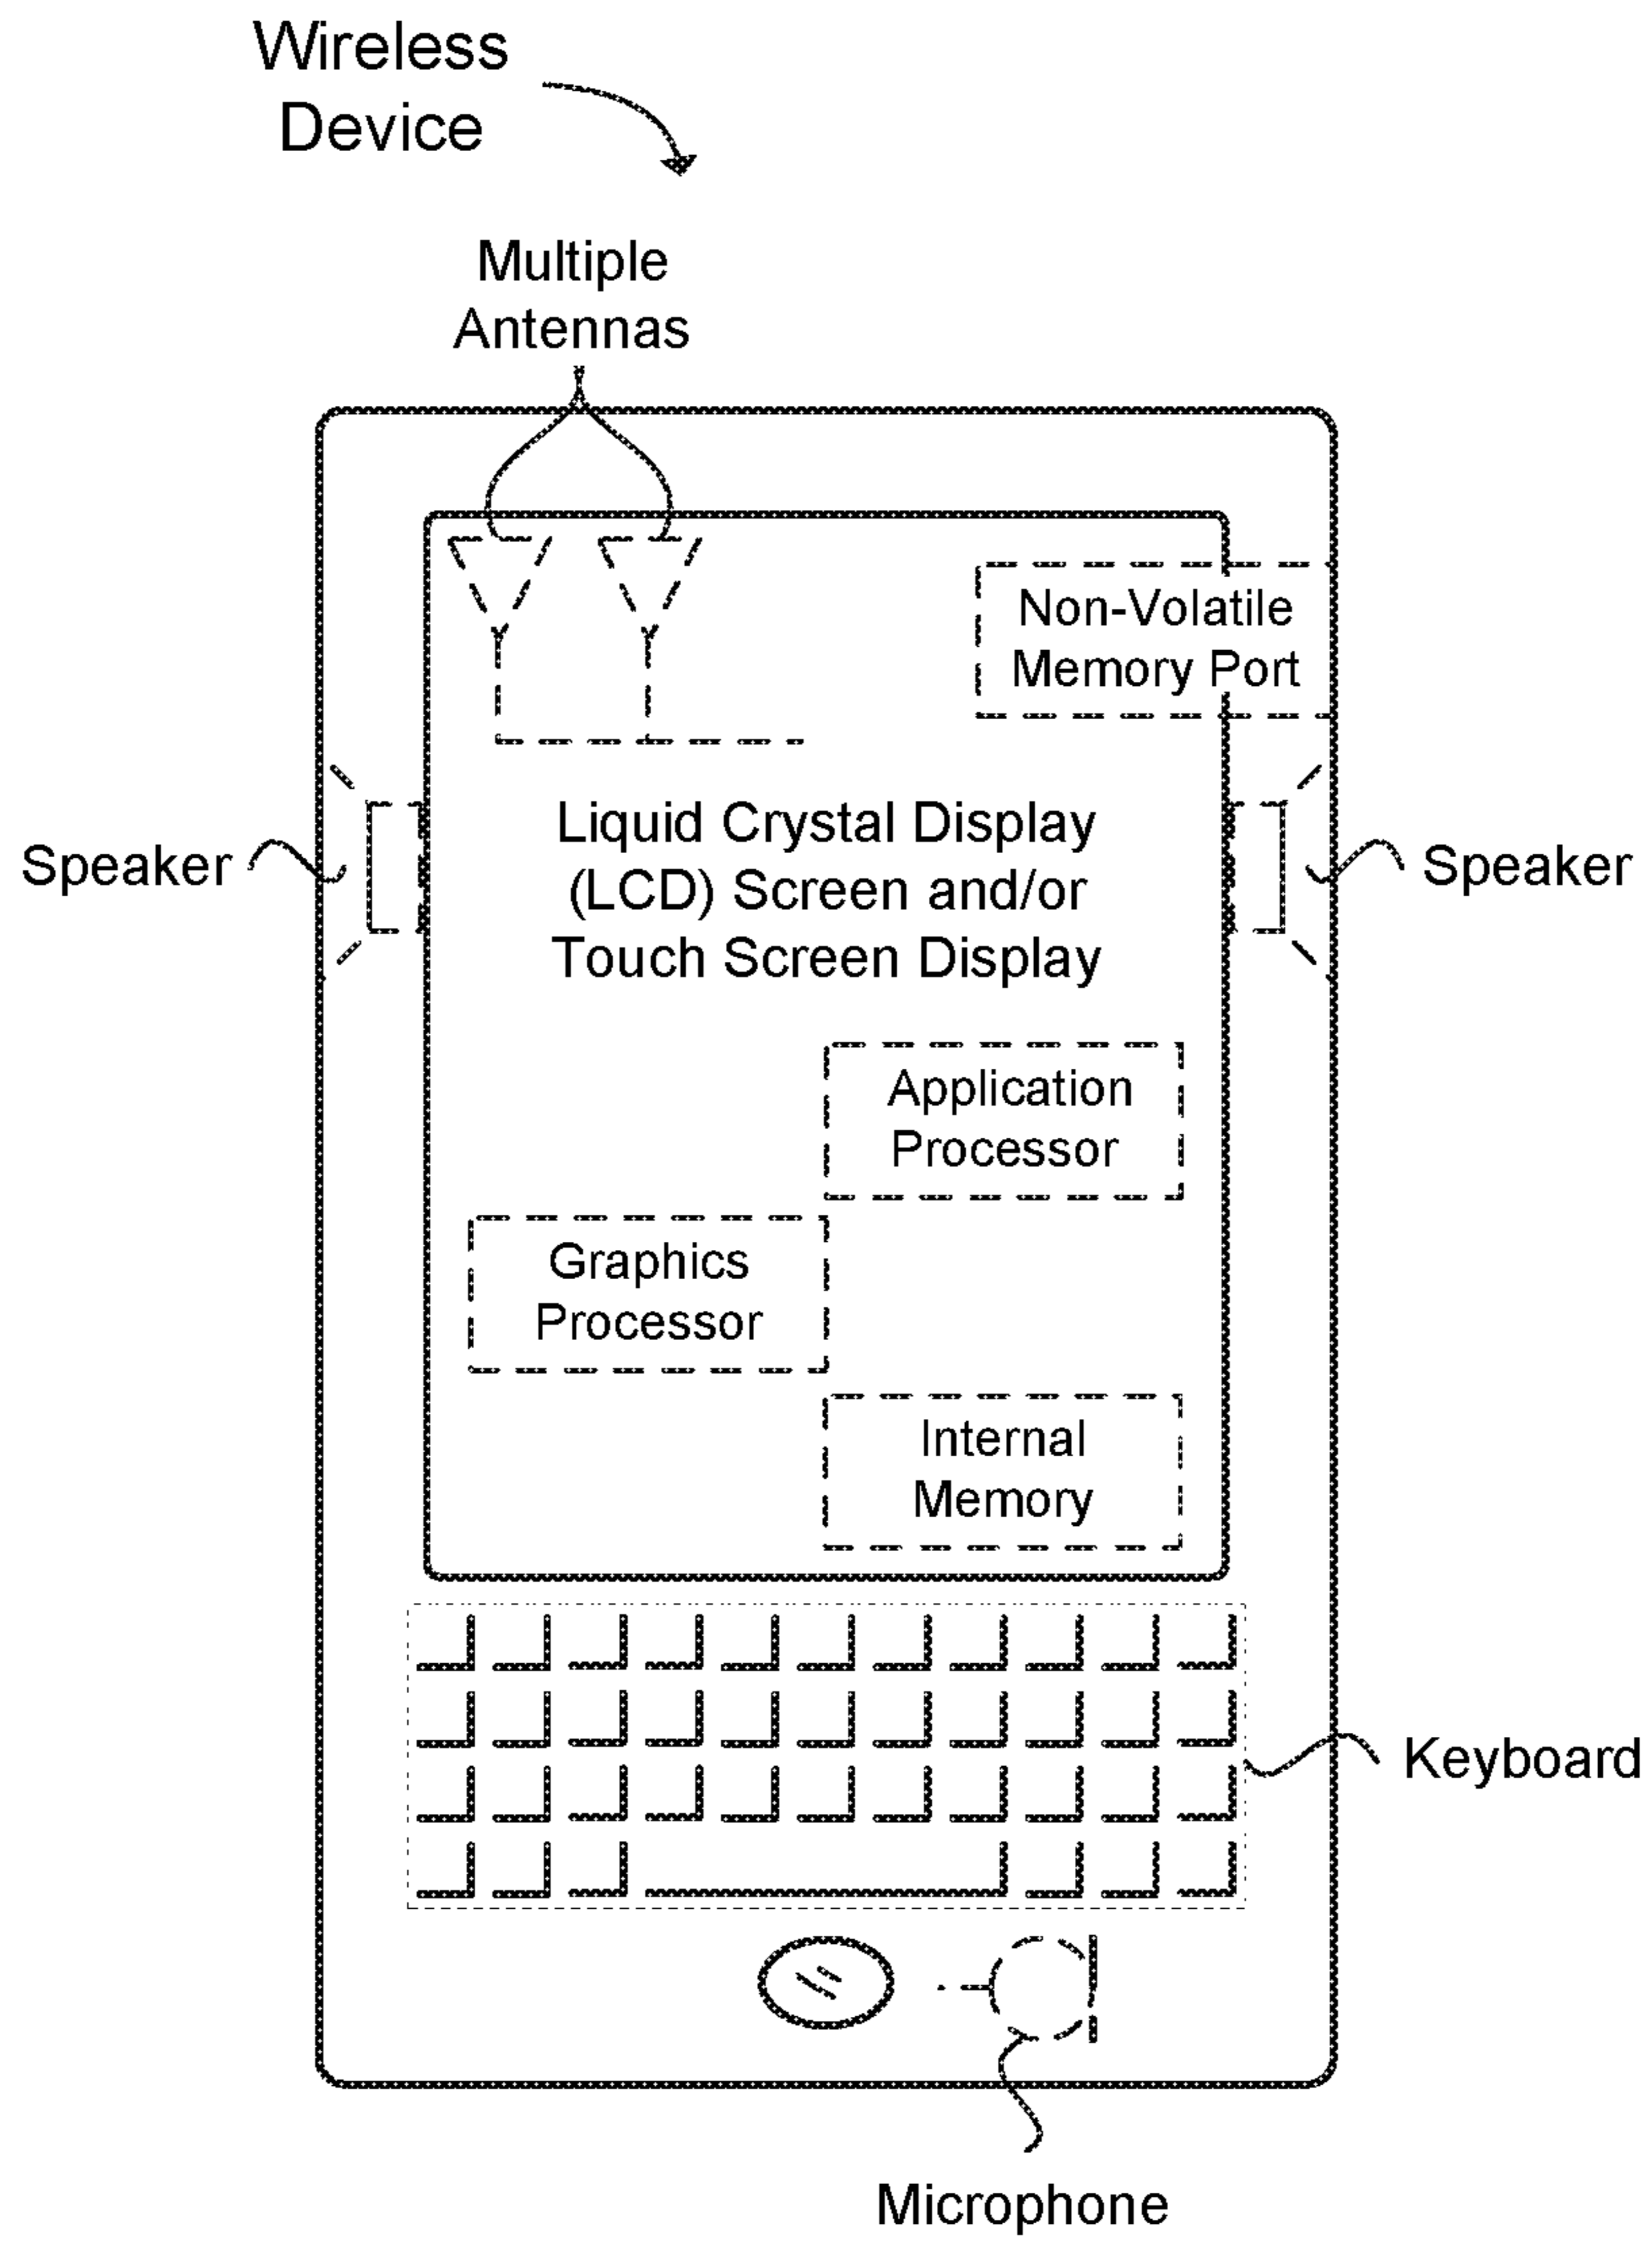 Wireless
Device
Multiple
Antennas
Non-Volatile
Memory Port
Liquid Crystal Display
(LCD) Screen and/or
Touch Screen Display
Speaker
Speaker
Application
Processor
Graphics
Processor
Internal
Memory
Keyboard
Microphone